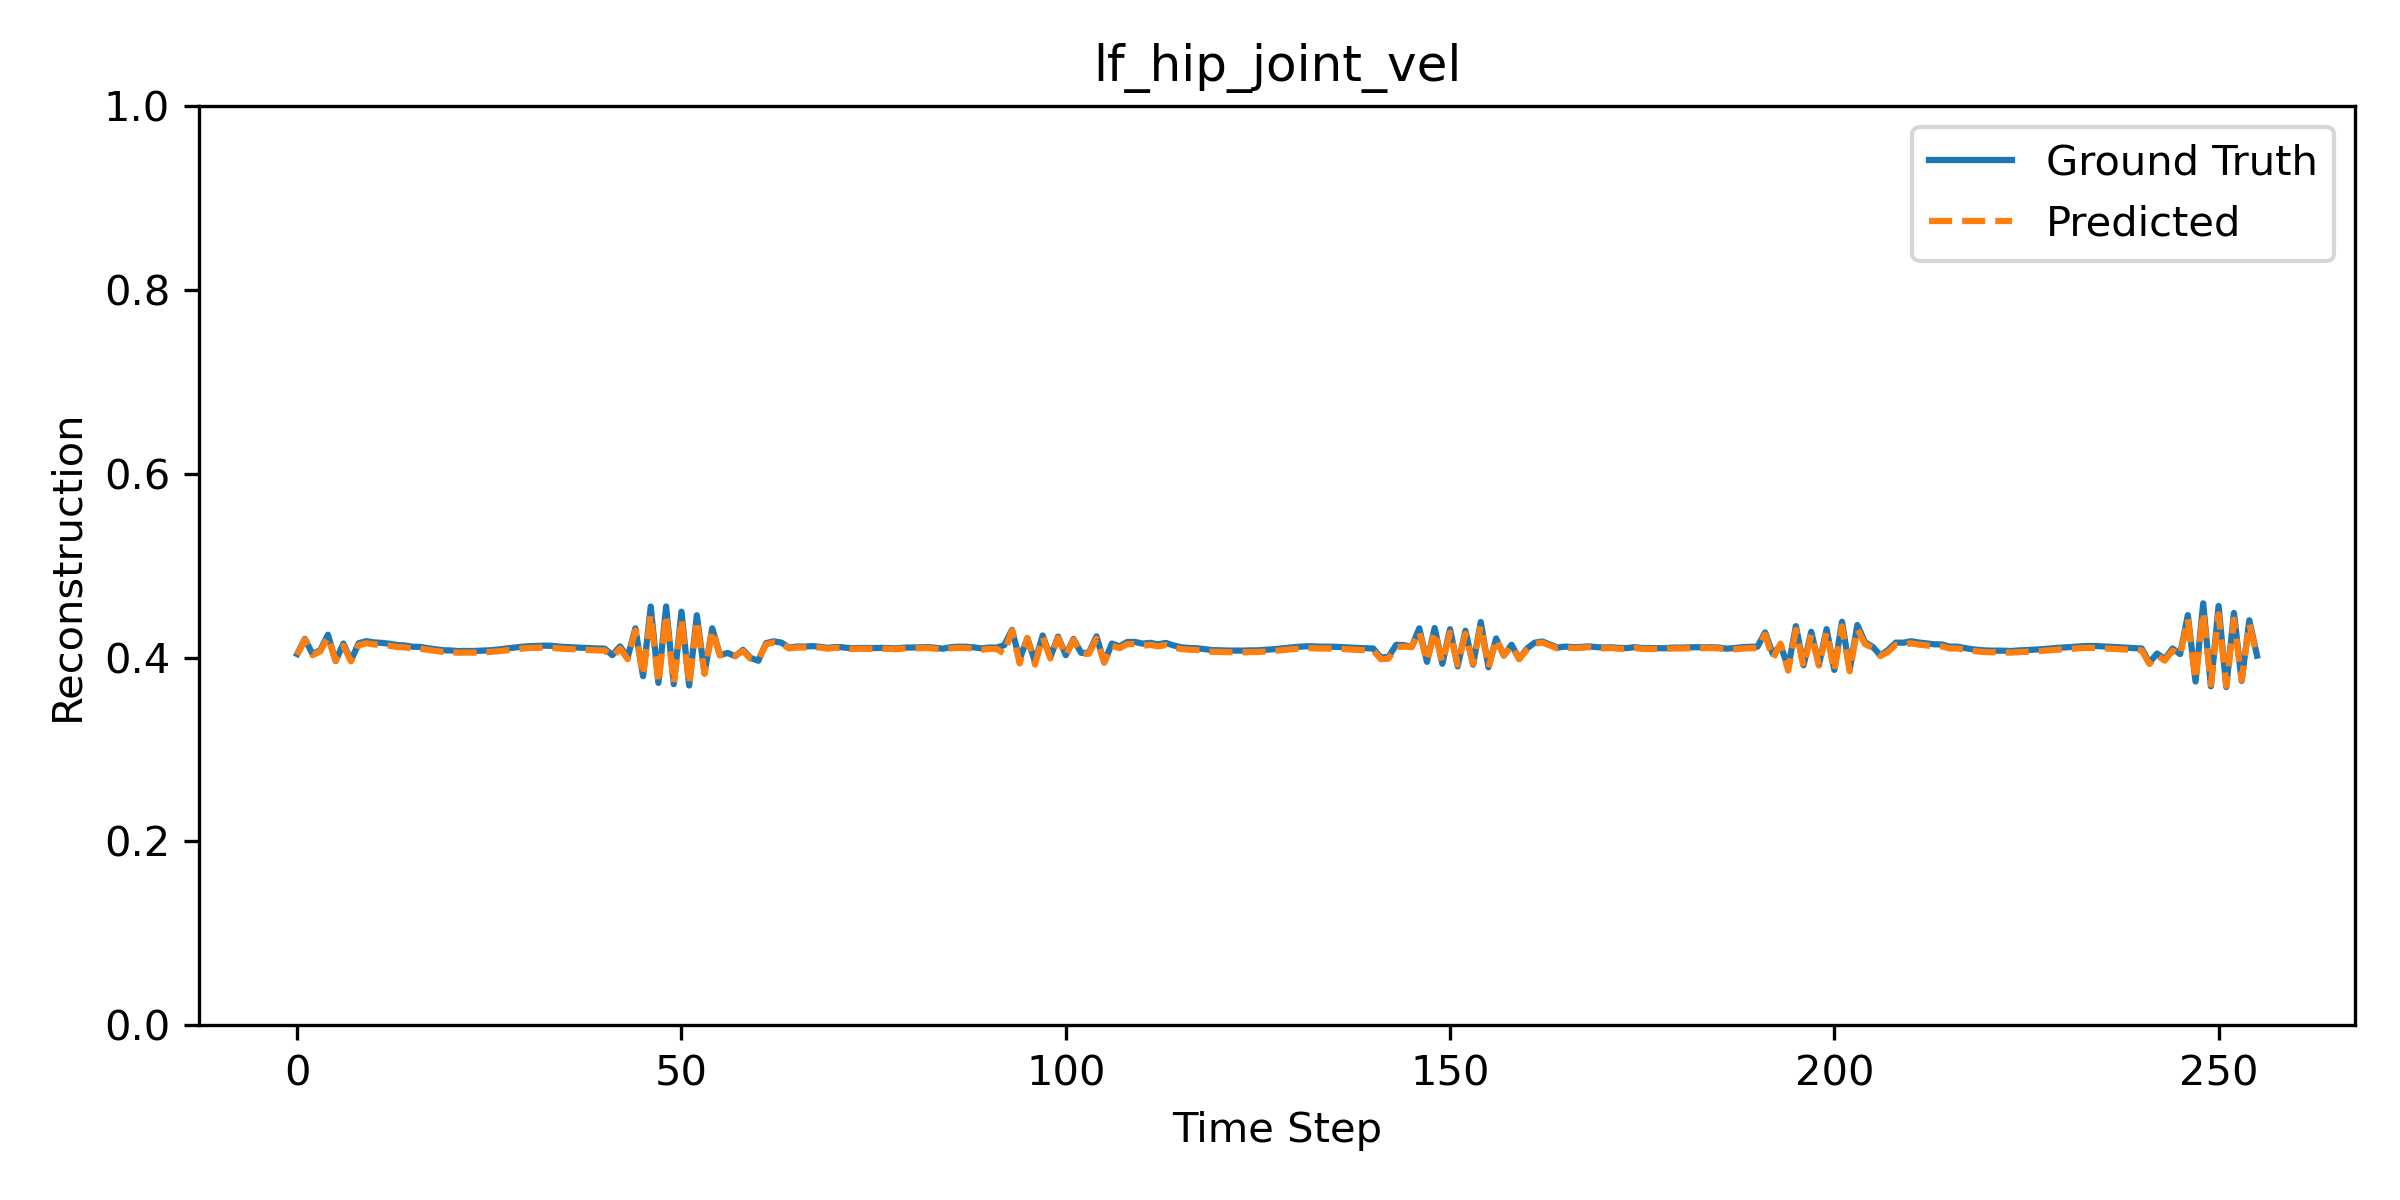 lf_hip_joint_vel
1.0
0.8
0.6
0.4
0.2
0.0
Reconstruction
Ground Truth
Predicted
0 50 100 150 200 250
Time Step